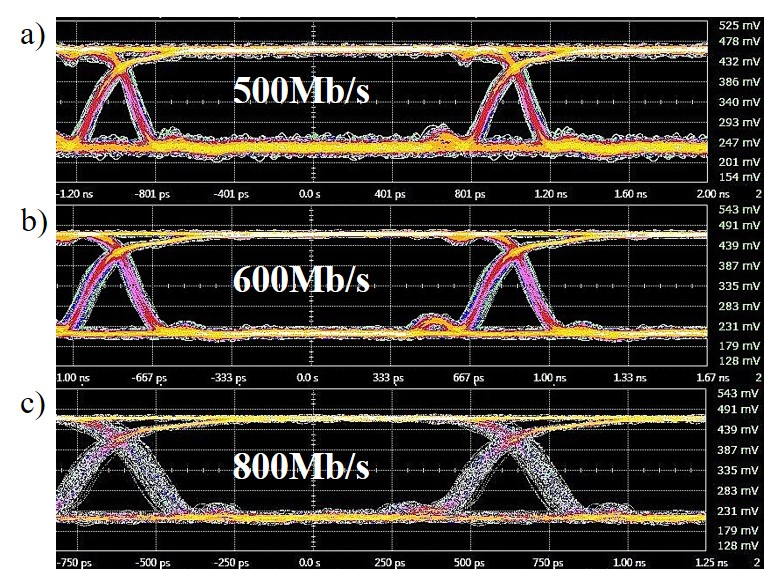 a)
525 mV
478 mV
432 mV
500Mb/s
386 mV
340 mV
293 mV
247 mV
201 mV
154 mV
-1.20 ns -801 ps -401 ps 0.0 s 401 ps 801 ps 1.20 ns 1.60 ns 2.00 ns 2
b)
543 mV
491 mV
439 mV
600Mb/s
387 mV
335 mV
283 mV
231 mV
179 mV
128 mV
1.00 ns -667 ps -333 ps 0.0 s 333 ps 667 ps 1.00 ns 1.33 ns 1.67 ns 2
c)
543 mV
491 mV
439 mV
387 mV
800Mb/s
335 mV
283 mV
231 mV
179 mV
128 mV
-750 ps -500 ps -250 ps 0.0 s 250 ps 500 ps 750 ps 1.00 ns 1.25 ns 2